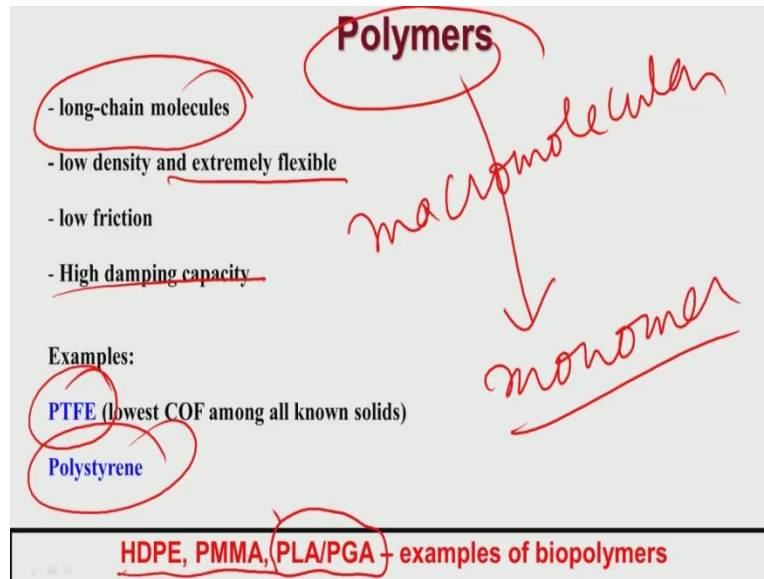 Polymers
- long-chain molecules
- low density and extremely flexible
- low friction
- High damping capacity
macromolecular
monomer
Examples:
PTFE (lowest COF among all known solids)
Polystyrene
HDPE, PMMA, PLA/PGA – examples of biopolymers